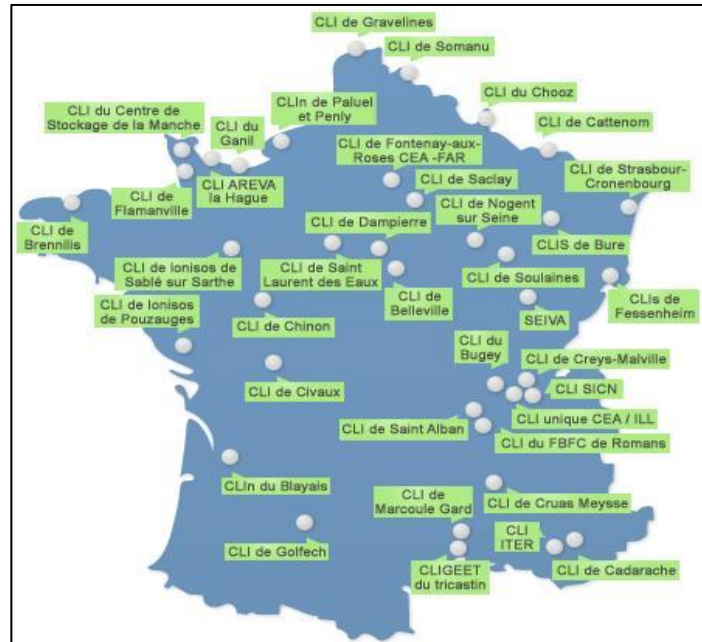 CLI de Gravelines
CLI de Somanu
CLI du Chooz
CLI de Cattenom
CLI du Centre de
Stockage de la Manche
CLI du
Ganil
CLIn de Paluel
et Penly
CLI de Fontenay-aux-
Roses CEA -FAR
CLI de Strasbour-
Cronenbourg
CLI de Saclay
CLI AREVA
la Hague
CLI de
Flamanville
CLI de Nogent
sur Seine
CLI de
Brennilis
CLI de Dampierre
CLIS de Bure
CLI de Ionisos de
Sablé sur Sarthe
CLI de Saint
Laurent des Eaux
CLI de
Belleville
CLI de Soulaines
CLIs de
Fessenheim
CLI de Ionisos
de Pouzauges
CLI de Chinon
SEIVA
CLI du
Bugey
CLI de Creys-Malville
CLI de Civaux
CLI SICN
CLI unique CEA / ILL
CLI de Saint Alban
CLI du FBFC de Romans
CLIn du Blayais
CLI de
Marcoule Gard
CLI de Cruas Meysse
CLI de Golfech
CLI
ITER
CLIGEET
du tricastin
CLI de Cadarache